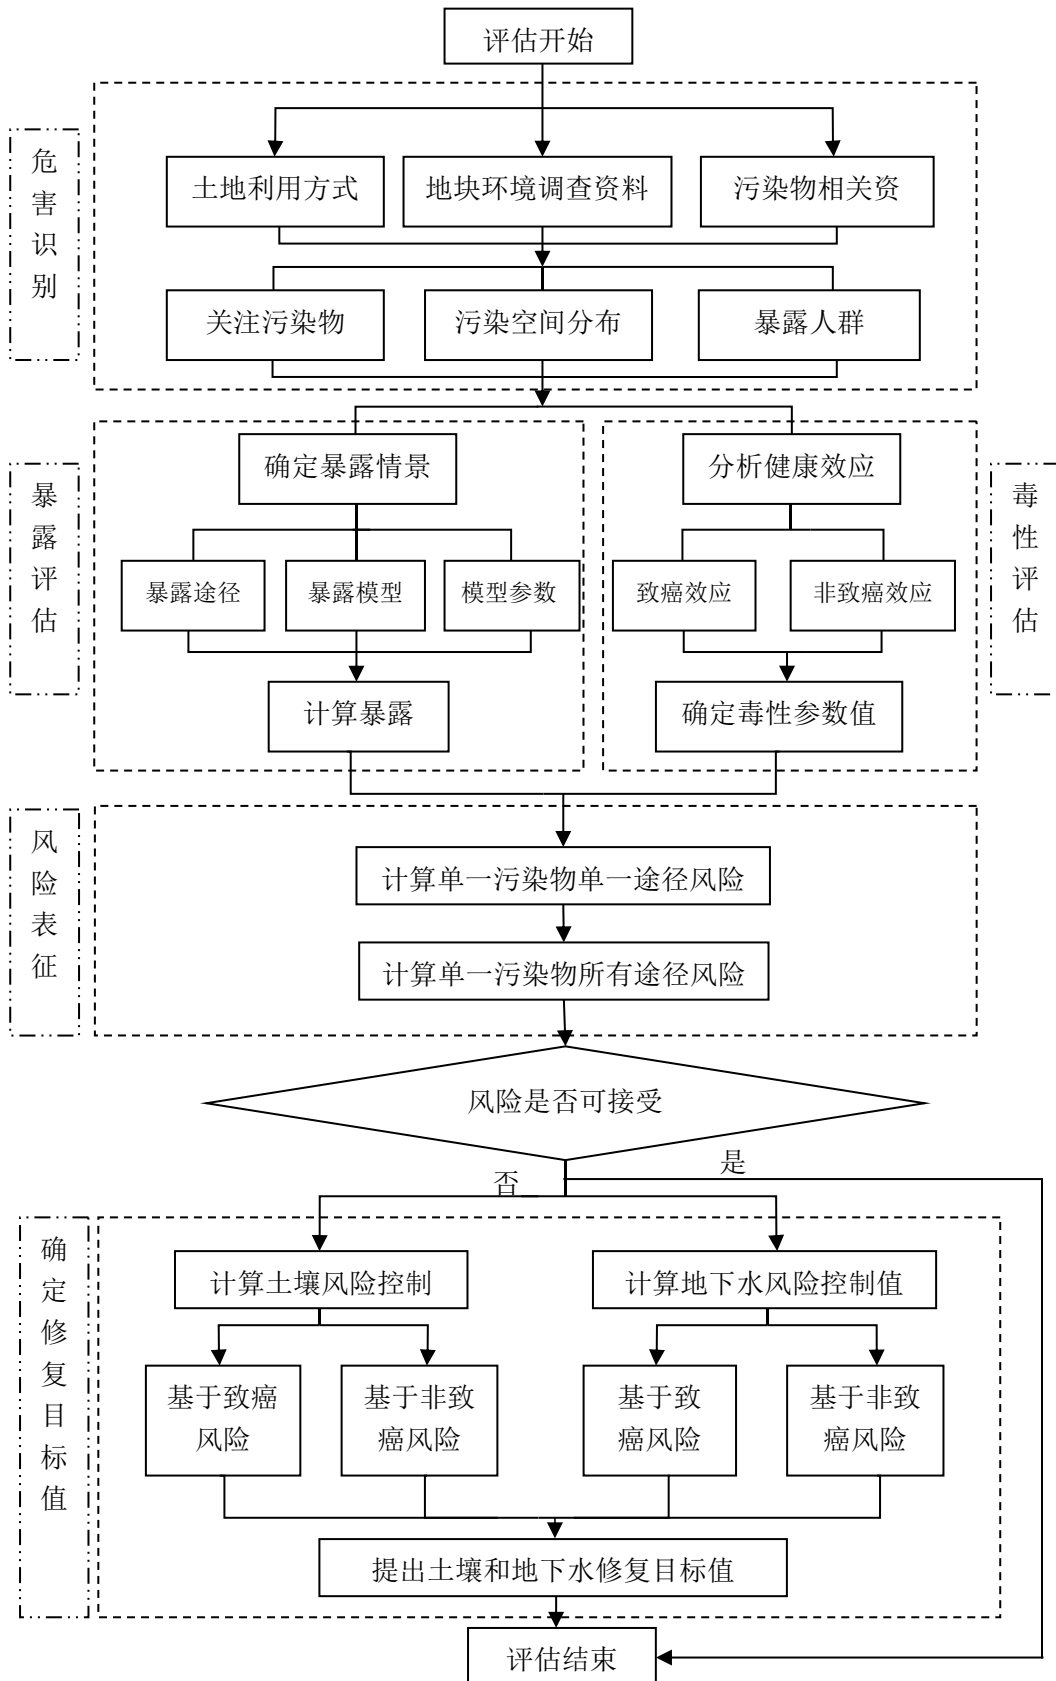 评估开始
危害识别
土地利用方式
地块环境调查资料
污染物相关资
关注污染物
污染空间分布
暴露人群
暴露评估
确定暴露情景
分析健康效应
毒性评估
暴露途径
暴露模型
模型参数
致癌效应
非致癌效应
计算暴露
确定毒性参数值
风险表征
计算单一污染物单一途径风险
计算单一污染物所有途径风险
风险是否可接受
否
是
确定修复目标值
计算土壤风险控制
计算地下水风险控制值
基于致癌
风险
基于非致
癌风险
基于致
癌风险
基于非致
癌风险
提出土壤和地下水修复目标值
评估结束